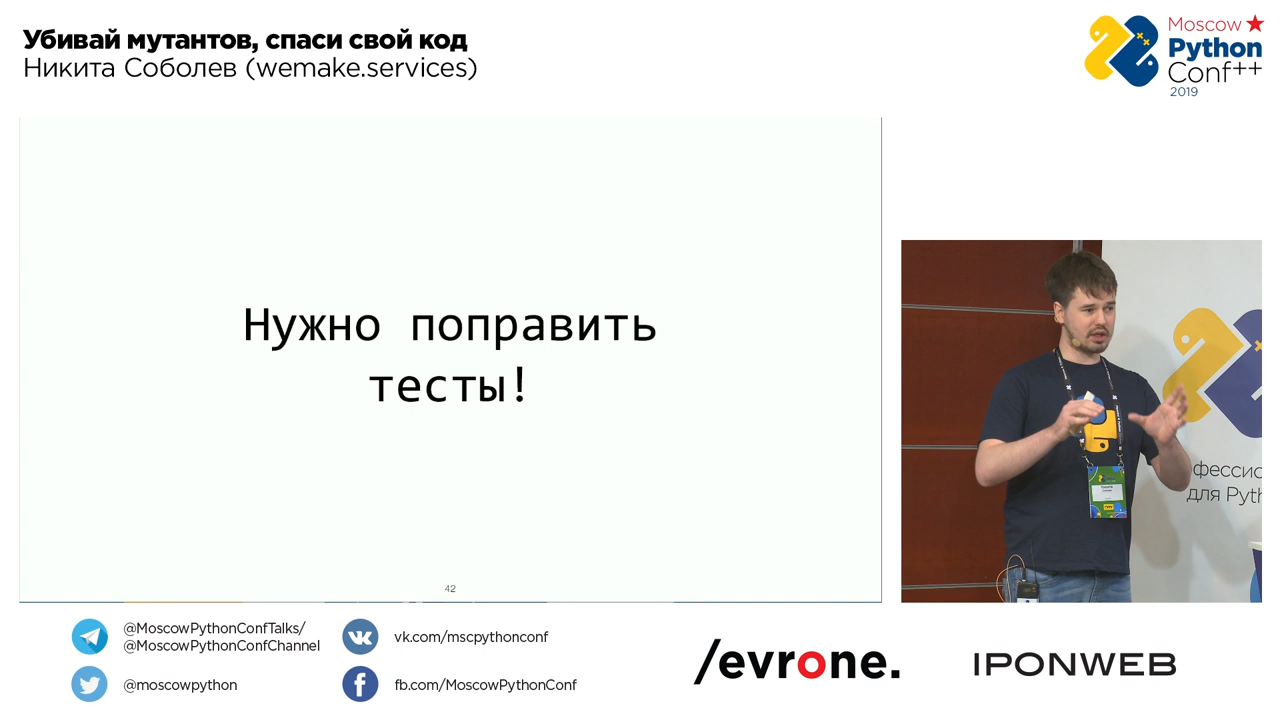 Убивай мутантов, спаси свой код
Никита Соболев (wemake.services)
Moscow
Python
Conf++
2019
Нужно поправить
тесты!
42
фессио
для Pyth
@MoscowPythonConfTalks/
@MoscowPythonConfChannel
@moscowpython
vk.com/mscpythonconf
fb.com/MoscowPythonConf
/evrone.
IPONWEB